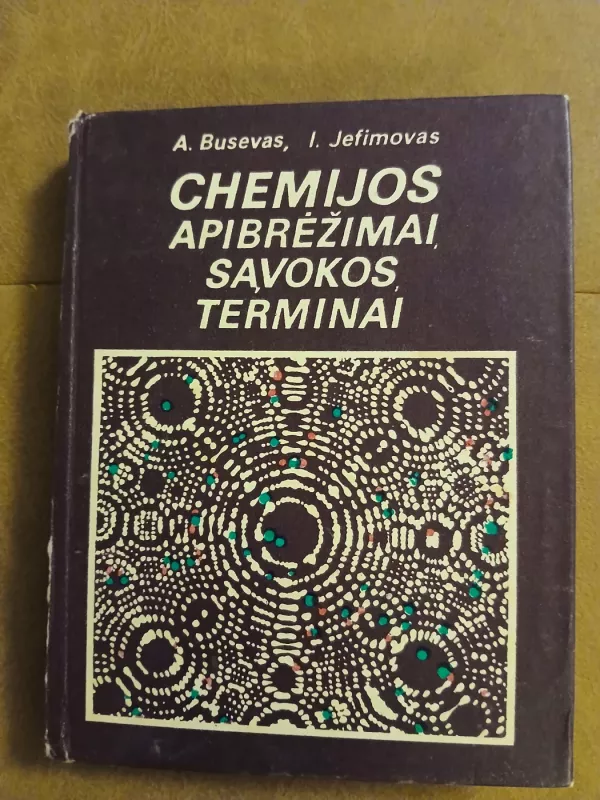 A. Busevas, I. Jefimovas
CHEMIJOS
APIBRĖŽIMAI,
SĄVOKOS,
TERMINAI